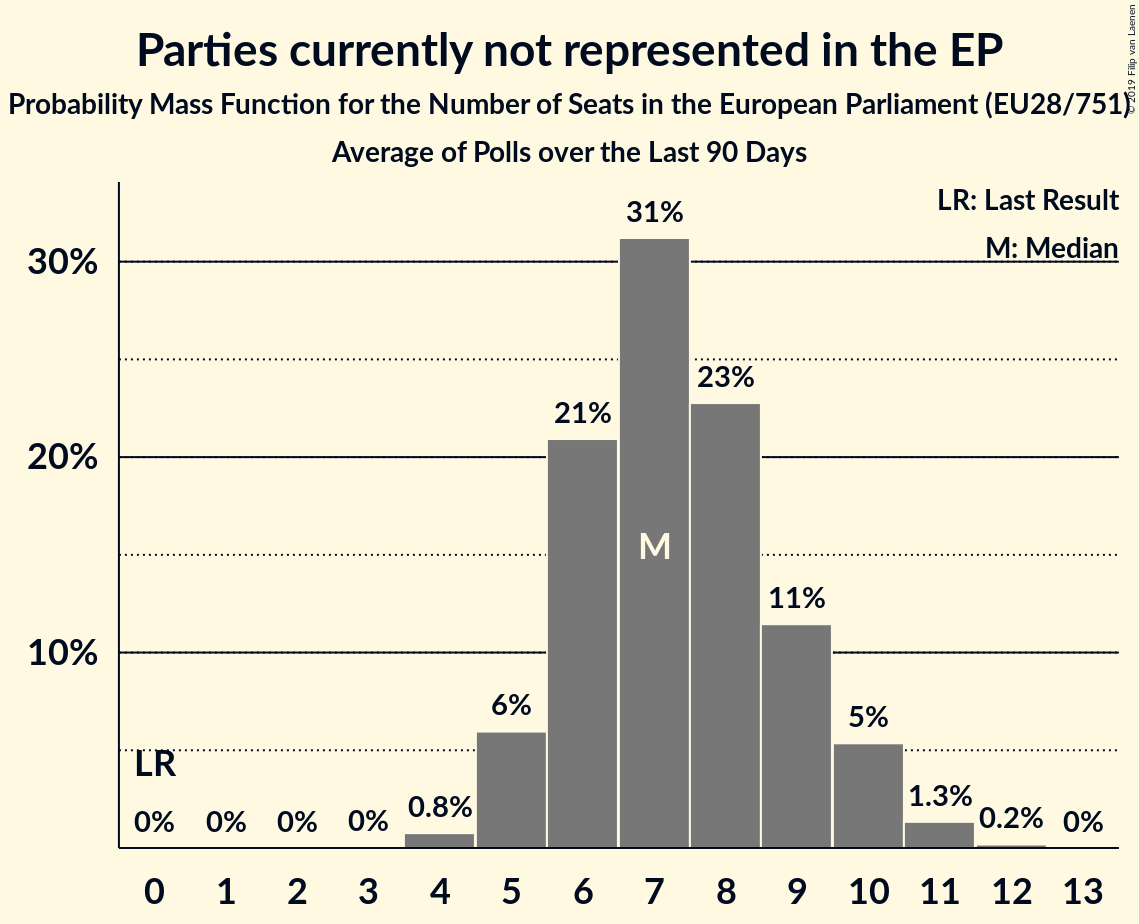 Parties currently not represented in the EP
Probability Mass Function for the Number of Seats in the European Parliament (EU28/751)
Average of Polls over the Last 90 Days
© 2019 Filip van Laenen
LR: Last Result
M: Median
30%
20%
10%
LR
0%
0%
0%
0%
0.8%
6%
21%
31%
M
23%
11%
5%
1.3%
0.2%
0%
0 1 2 3 4 5 6 7 8 9 10 11 12 13